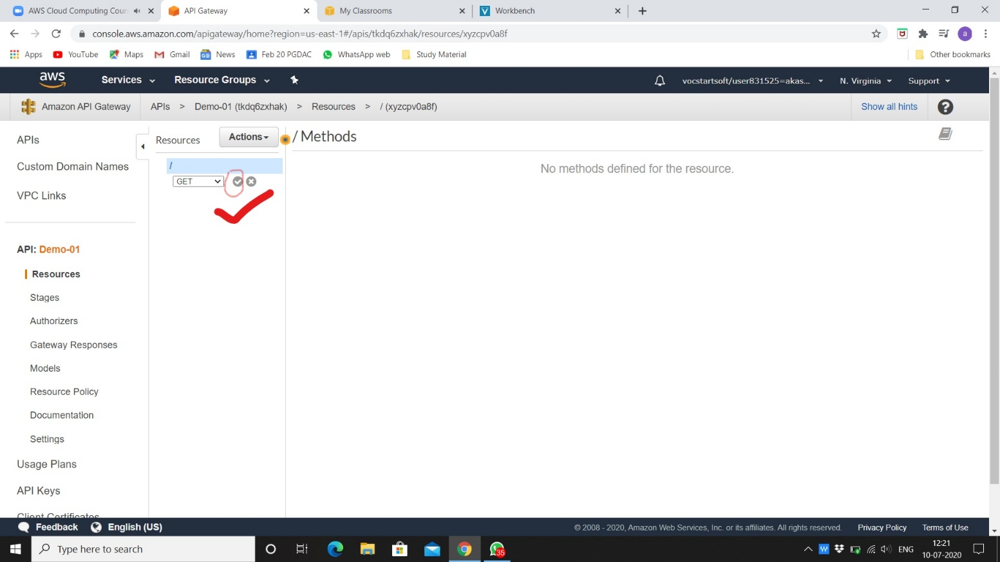 AWS Cloud Computing Cour
API Gateway
My Classrooms
Workbench
console.aws.amazon.com/apigateway/home?region=us-east-1#/apis/tkdq6zxhak/resources/xyzcpv0a8f
a
Apps
YouTube
Maps
Gmail
News
Feb 20 PGDAC
WhatsApp web
Study Material
Other bookmarks
aws
Services
Resource Groups
vocstartsoft/user831525=akas...
N. Virginia
Support
Amazon API Gateway
APIs > Demo-01 (tkdq6zxhak) > Resources > / (xyzcpv0a8f)
Show all hints
?
APIs
Custom Domain Names
VPC Links
API: Demo-01
Resources
Stages
Authorizers
Gateway Responses
Models
Resource Policy
Documentation
Settings
Usage Plans
API Keys
Client Certificates
Resources
Actions
/
GET
/ Methods
No methods defined for the resource.
Feedback
English (US)
© 2008 - 2020, Amazon Web Services, Inc. or its affiliates. All rights reserved.
Privacy Policy
Terms of Use
Type here to search
35
W
ENG
12:21
10-07-2020